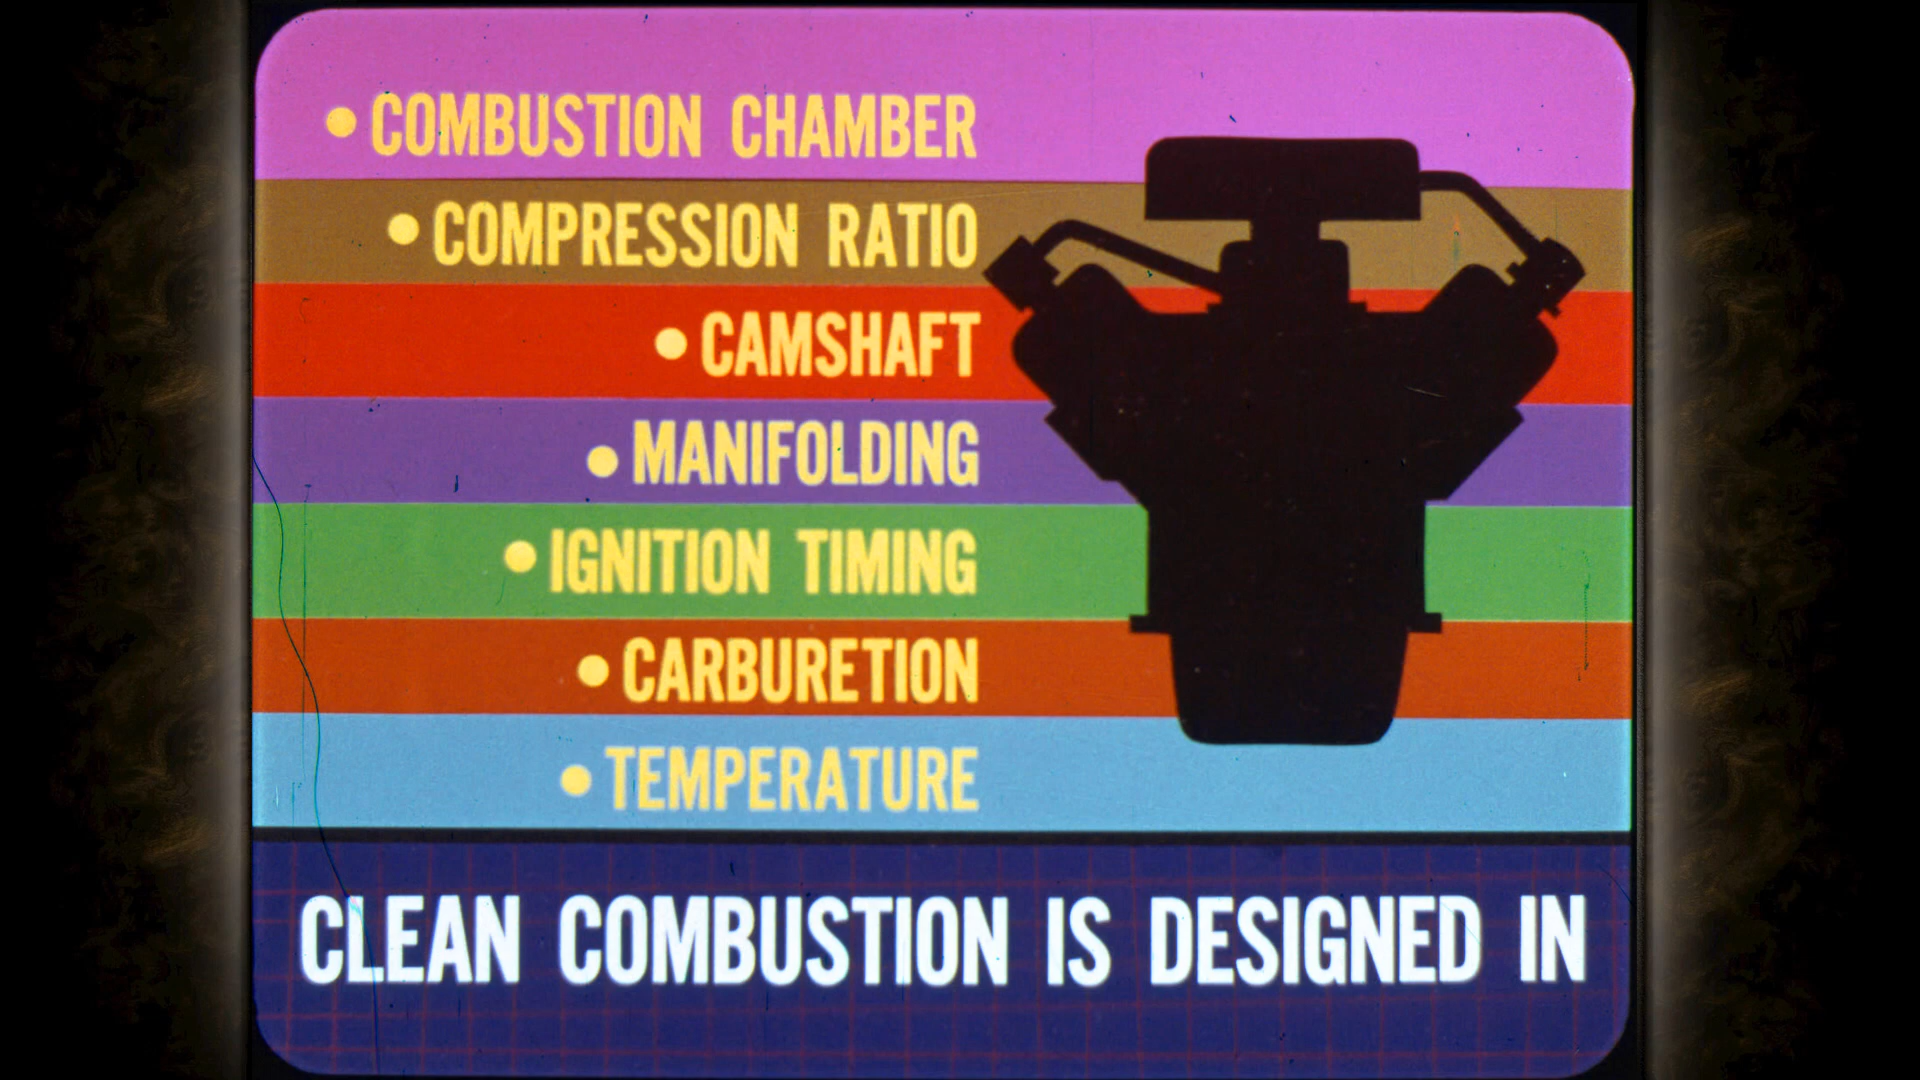 • COMBUSTION CHAMBER
• COMPRESSION RATIO
• CAMSHAFT
• MANIFOLDING
• IGNITION TIMING
• CARBURETION
• TEMPERATURE
CLEAN COMBUSTION IS DESIGNED IN